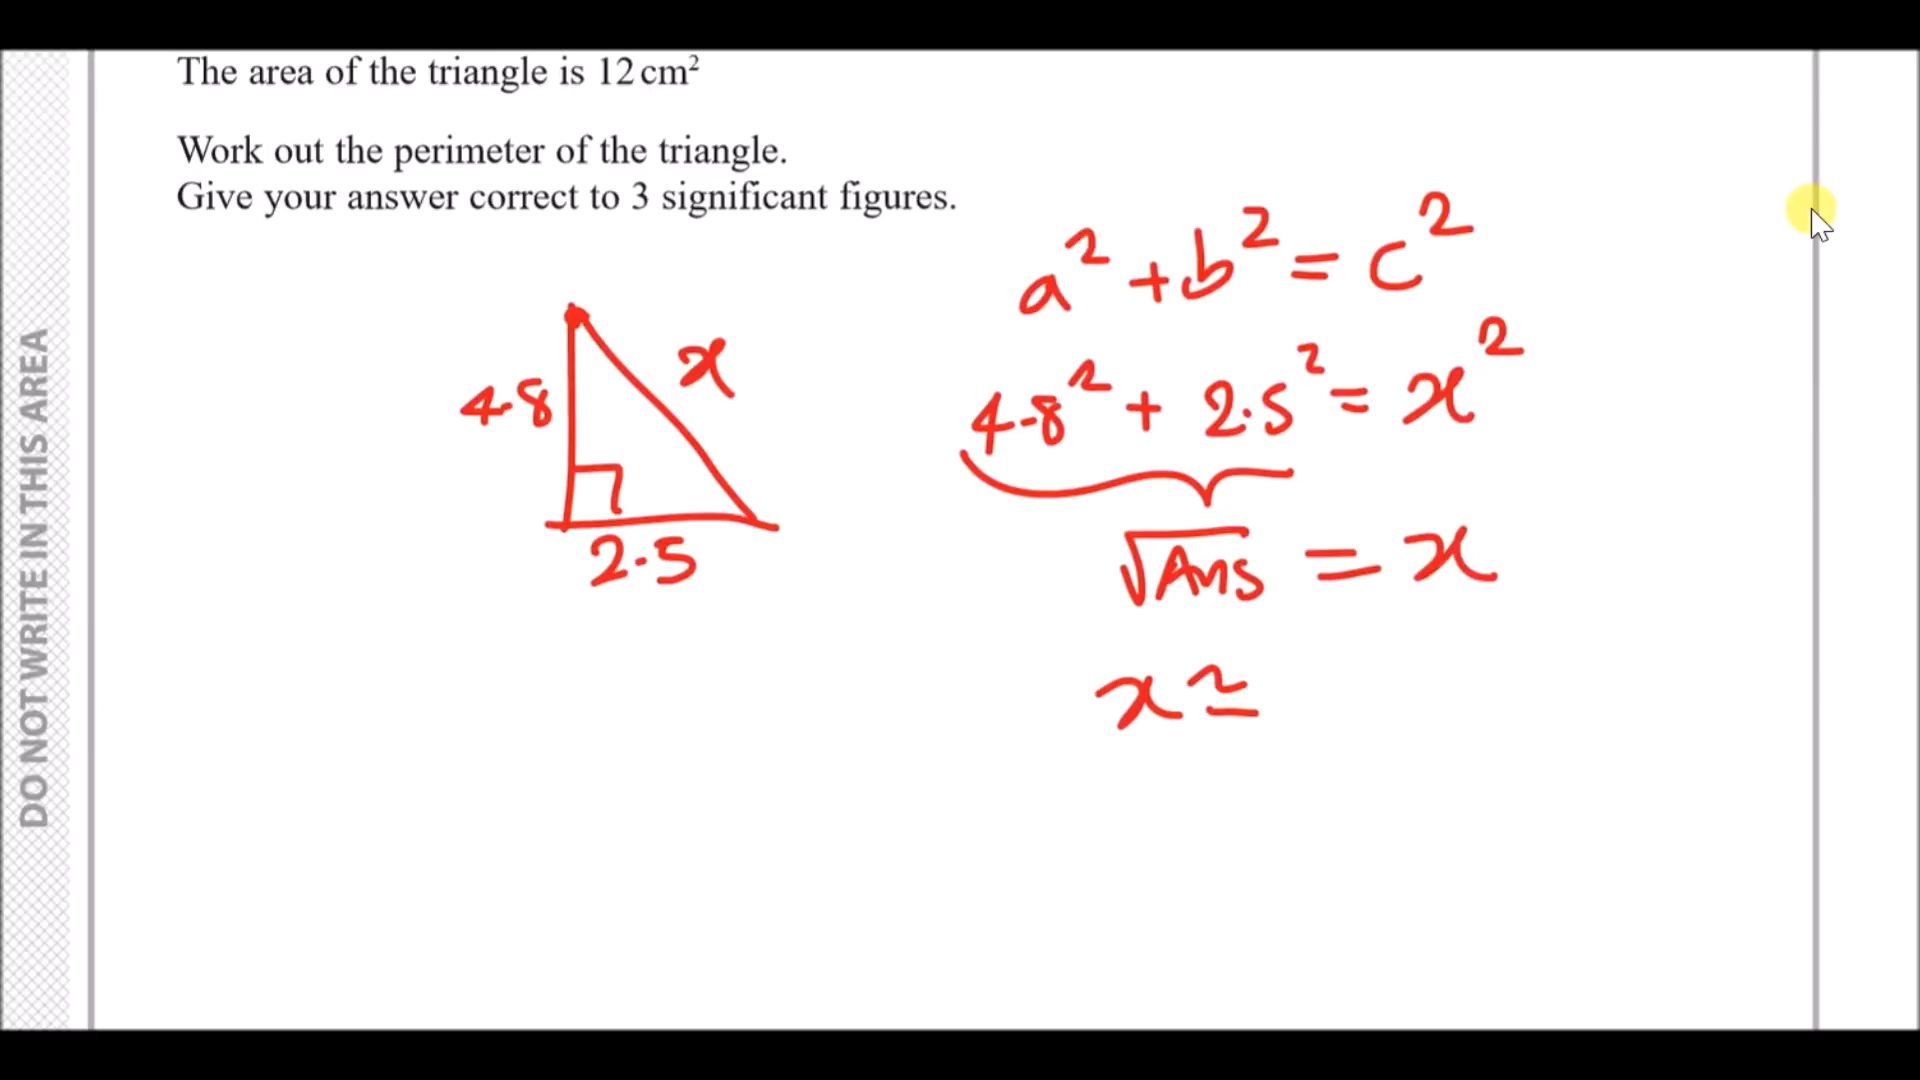 The area of the triangle is 12 cm²
Work out the perimeter of the triangle.
Give your answer correct to 3 significant figures.
a² + b² = c²
4.8
x
2.5
4.8² + 2.5² = x²
√Ans = x
x ≃
DO NOT WRITE IN THIS AREA